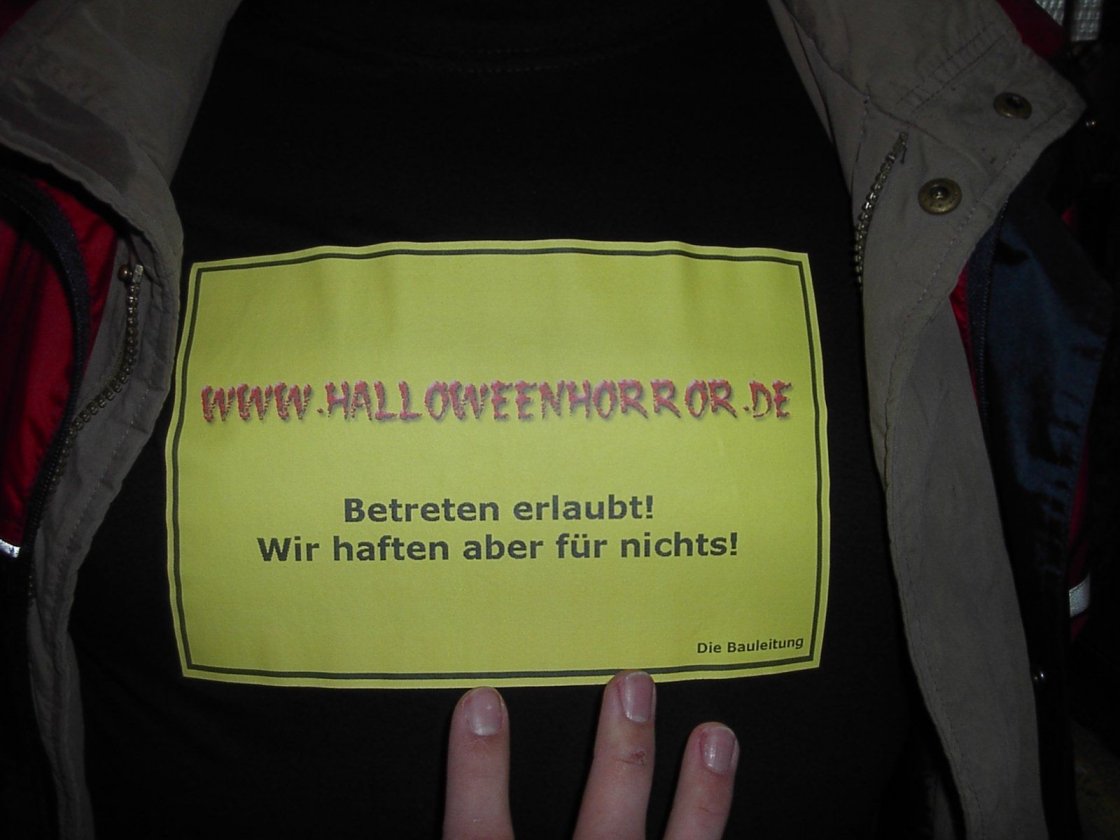 WWW.HALLOWEENHORROR.DE
Betreten erlaubt!
Wir haften aber für nichts!
Die Bauleitung